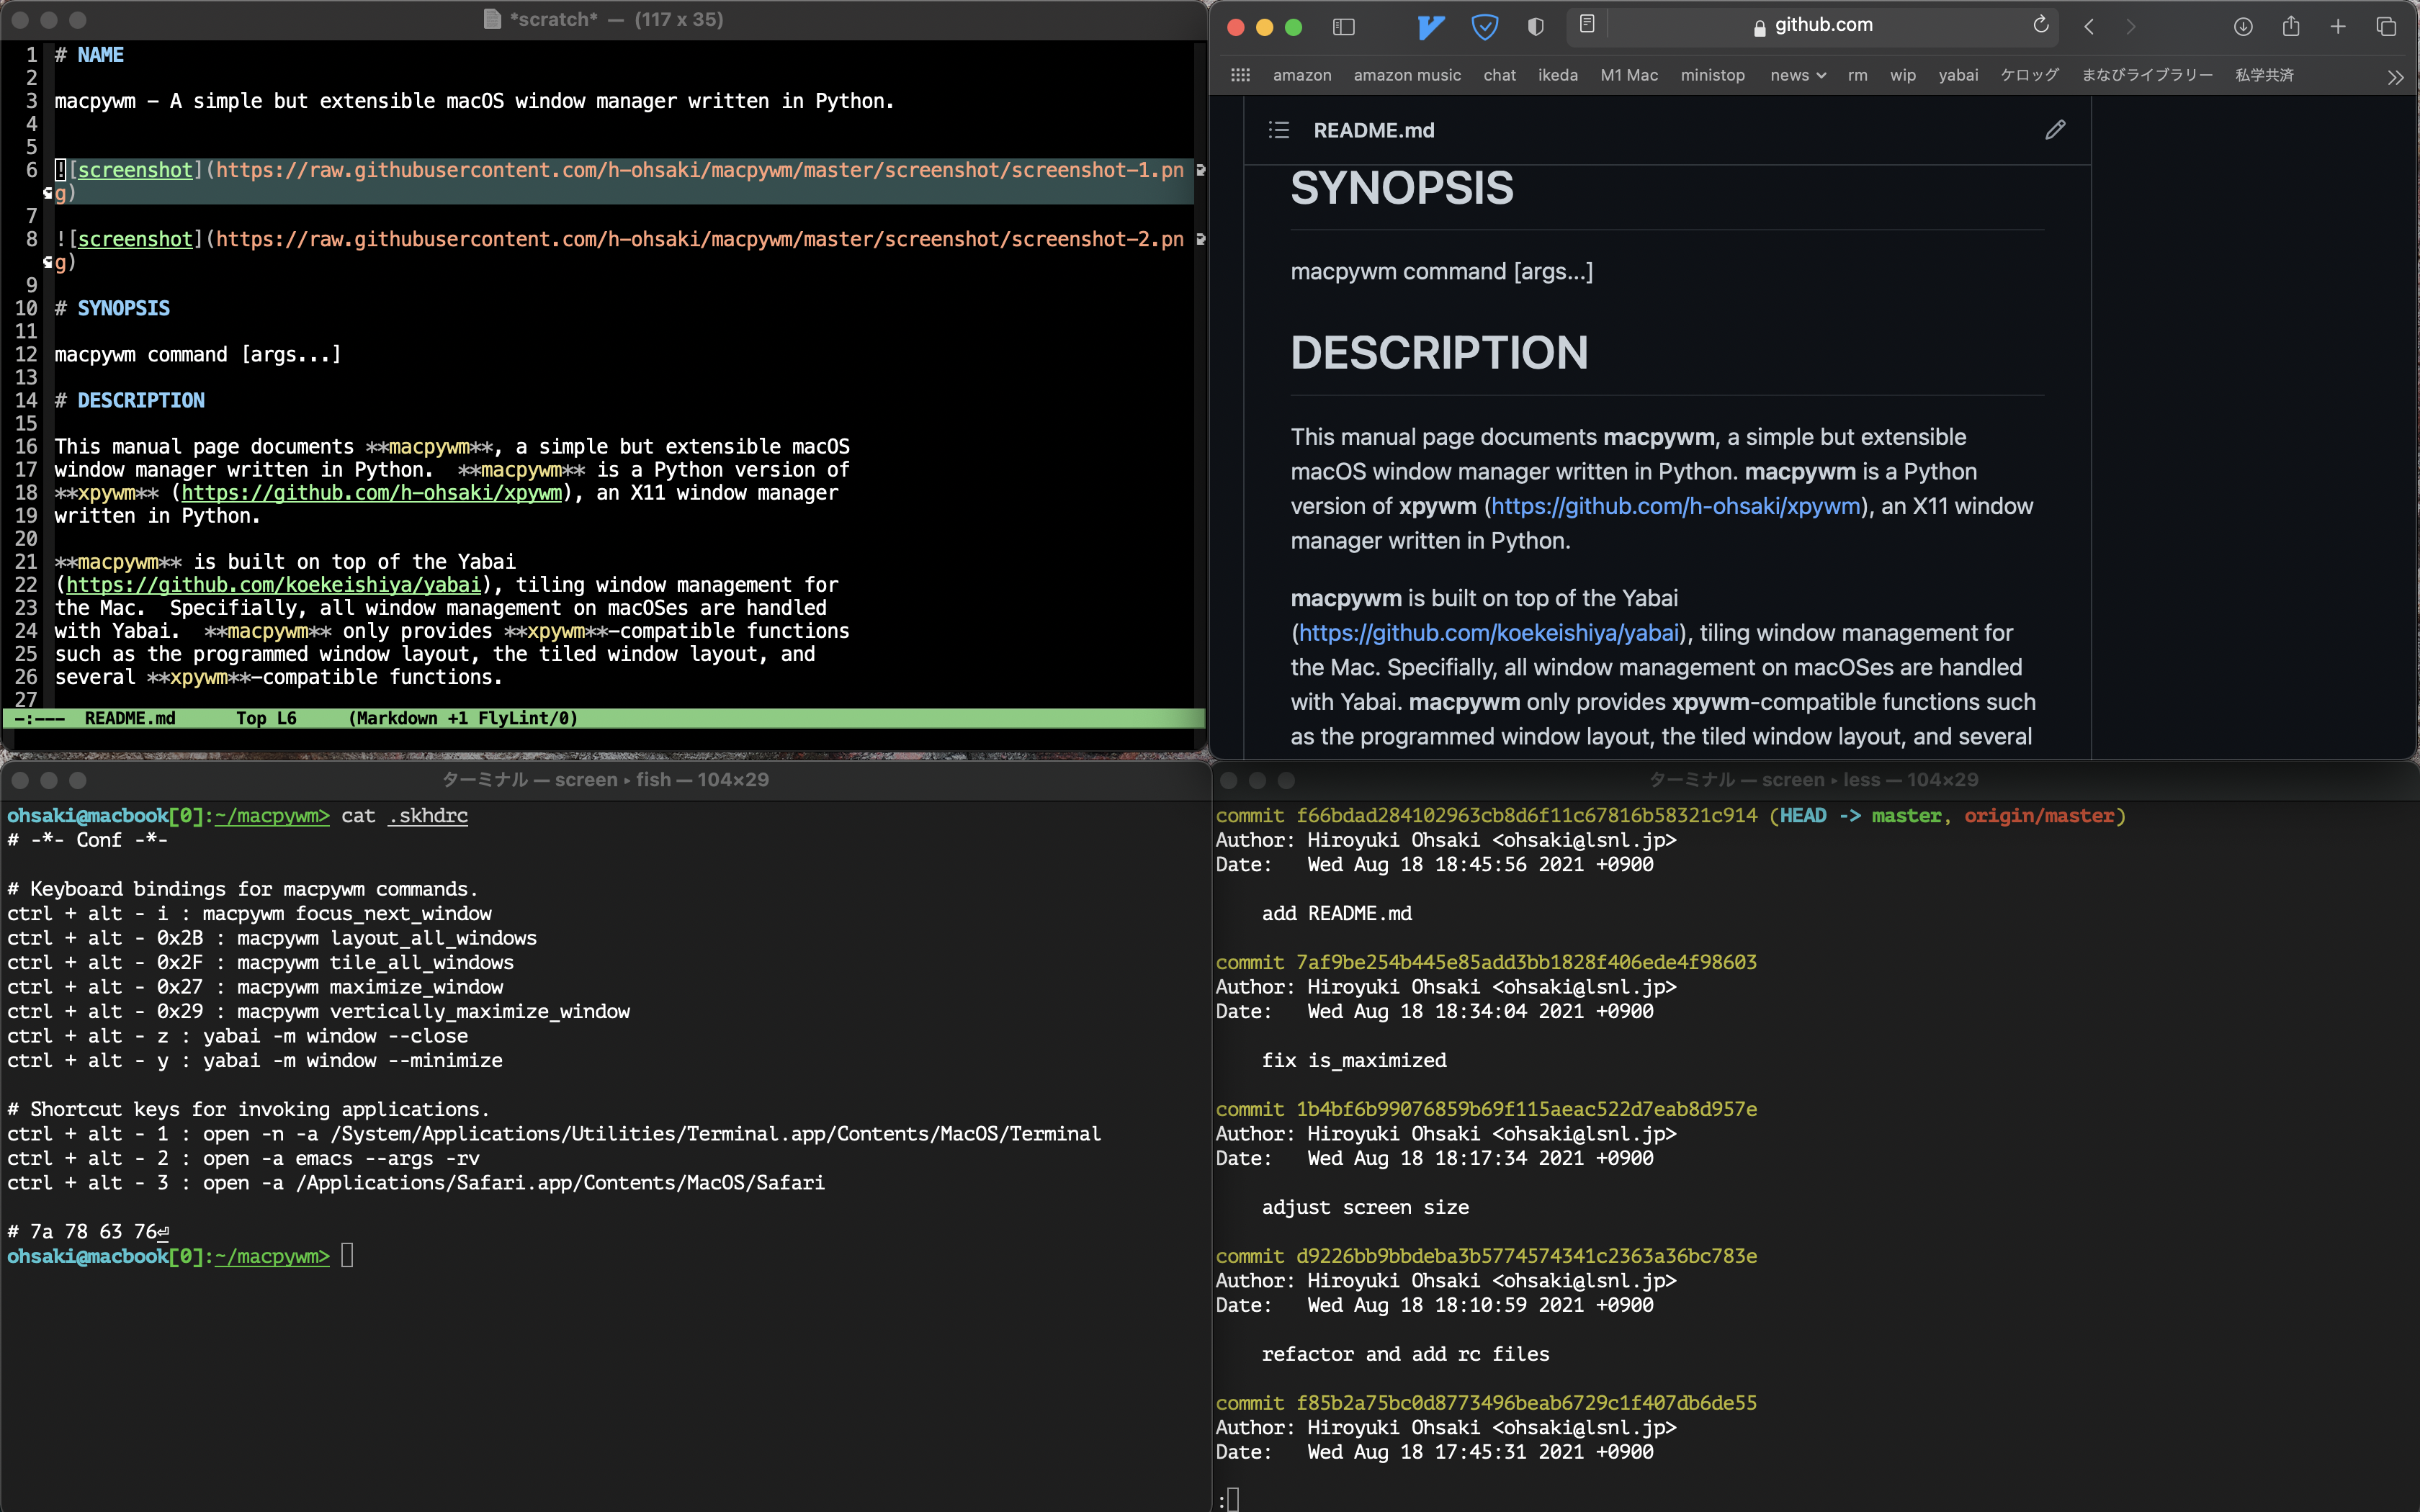 *scratch* — (117 x 35)
1 # NAME
2
3 macpywm - A simple but extensible macOS window manager written in Python.
4
5
6 ![screenshot](https://raw.githubusercontent.com/h-ohsaki/macpywm/master/screenshot/screenshot-1.pn
g)
7
8 ![screenshot](https://raw.githubusercontent.com/h-ohsaki/macpywm/master/screenshot/screenshot-2.pn
g)
9
10 # SYNOPSIS
11
12 macpywm command [args...]
13
14 # DESCRIPTION
15
16 This manual page documents **macpywm**, a simple but extensible macOS
17 window manager written in Python.  **macpywm** is a Python version of
18 **xpywm** (https://github.com/h-ohsaki/xpywm), an X11 window manager
19 written in Python.
20
21 **macpywm** is built on top of the Yabai
22 (https://github.com/koekeishiya/yabai), tiling window management for
23 the Mac.  Specifially, all window management on macOSes are handled
24 with Yabai.  **macpywm** only provides **xpywm**-compatible functions
25 such as the programmed window layout, the tiled window layout, and
26 several **xpywm**-compatible functions.
27
-:---  README.md      Top L6     (Markdown +1 FlyLint/0)
github.com
amazon amazon music chat ikeda M1 Mac ministop news rm wip yabai ケロッグ まなびライブラリー 私学共済
README.md
SYNOPSIS
macpywm command [args...]
DESCRIPTION
This manual page documents macpywm, a simple but extensible
macOS window manager written in Python. macpywm is a Python
version of xpywm (https://github.com/h-ohsaki/xpywm), an X11 window
manager written in Python.
macpywm is built on top of the Yabai
(https://github.com/koekeishiya/yabai), tiling window management for
the Mac. Specifially, all window management on macOSes are handled
with Yabai. macpywm only provides xpywm-compatible functions such
as the programmed window layout, the tiled window layout, and several
ターミナル — screen ▸ fish — 104×29
ohsaki@macbook[0]:~/macpywm> cat .skhdrc
# -*- Conf -*-
# Keyboard bindings for macpywm commands.
ctrl + alt - i : macpywm focus_next_window
ctrl + alt - 0x2B : macpywm layout_all_windows
ctrl + alt - 0x2F : macpywm tile_all_windows
ctrl + alt - 0x27 : macpywm maximize_window
ctrl + alt - 0x29 : macpywm vertically_maximize_window
ctrl + alt - z : yabai -m window --close
ctrl + alt - y : yabai -m window --minimize
# Shortcut keys for invoking applications.
ctrl + alt - 1 : open -n -a /System/Applications/Utilities/Terminal.app/Contents/MacOS/Terminal
ctrl + alt - 2 : open -a emacs --args -rv
ctrl + alt - 3 : open -a /Applications/Safari.app/Contents/MacOS/Safari
# 7a 78 63 76⏎
ohsaki@macbook[0]:~/macpywm>
ターミナル — screen ▸ less — 104×29
commit f66bdad284102963cb8d6f11c67816b58321c914 (HEAD -> master, origin/master)
Author: Hiroyuki Ohsaki <ohsaki@lsnl.jp>
Date:   Wed Aug 18 18:45:56 2021 +0900
add README.md
commit 7af9be254b445e85add3bb1828f406ede4f98603
Author: Hiroyuki Ohsaki <ohsaki@lsnl.jp>
Date:   Wed Aug 18 18:34:04 2021 +0900
fix is_maximized
commit 1b4bf6b99076859b69f115aeac522d7eab8d957e
Author: Hiroyuki Ohsaki <ohsaki@lsnl.jp>
Date:   Wed Aug 18 18:17:34 2021 +0900
adjust screen size
commit d9226bb9bbdeba3b5774574341c2363a36bc783e
Author: Hiroyuki Ohsaki <ohsaki@lsnl.jp>
Date:   Wed Aug 18 18:10:59 2021 +0900
refactor and add rc files
commit f85b2a75bc0d8773496beab6729c1f407db6de55
Author: Hiroyuki Ohsaki <ohsaki@lsnl.jp>
Date:   Wed Aug 18 17:45:31 2021 +0900
: